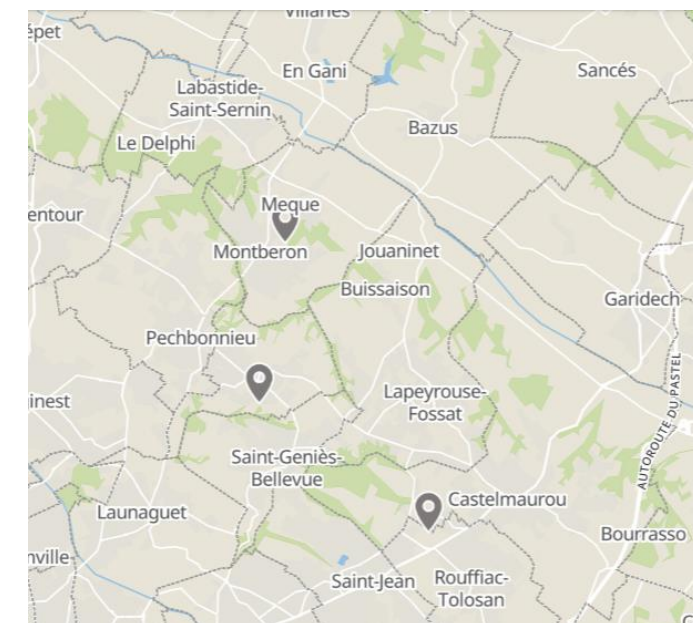 En Gani
Sancés
Labastide-
Saint-Sernin
Bazus
Le Delphi
Meque
Montberon
Jouaninet
Buissaison
Garidech
Pechbonnieu
AUTOROUTE DU PASTEL
Lapeyrouse-
Fossat
Saint-Geniès-
Bellevue
Castelmaurou
Launaguet
Bourrasso
Saint-Jean
Rouffiac-
Tolosan